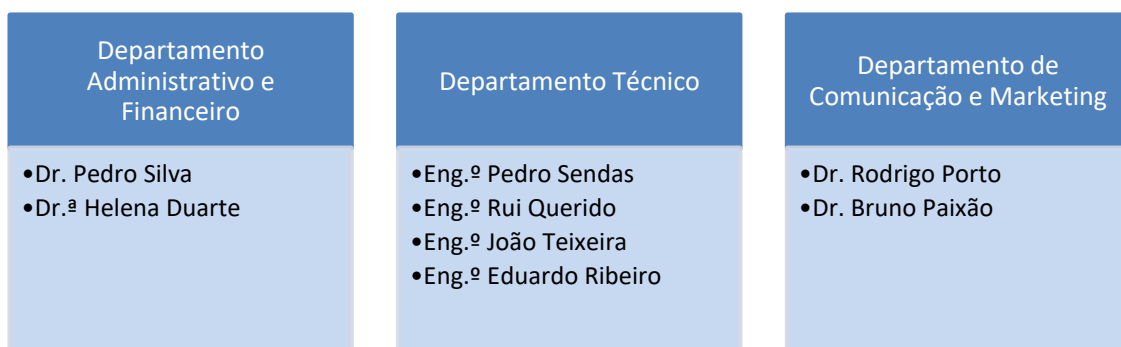 Departamento
Administrativo e
Financeiro
•Dr. Pedro Silva
•Dr.ª Helena Duarte
Departamento Técnico
•Eng.º Pedro Sendas
•Eng.º Rui Querido
•Eng.º João Teixeira
•Eng.º Eduardo Ribeiro
Departamento de
Comunicação e Marketing
•Dr. Rodrigo Porto
•Dr. Bruno Paixão